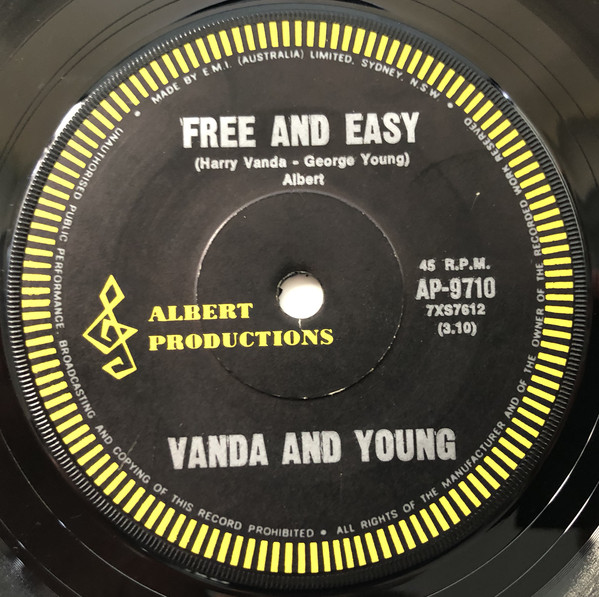 MADE BY E.M.I. (AUSTRALIA) LIMITED, SYDNEY, N.S.W.
FREE AND EASY
(Harry Vanda - George Young)
Albert
45 R.P.M.
AP-9710
7XS7612
(3.10)
ALBERT
PRODUCTIONS
VANDA AND YOUNG
UNAUTHORISED PUBLIC PERFORMANCE, BROADCASTING AND COPYING OF THIS RECORD PROHIBITED • ALL RIGHTS OF THE MANUFACTURER AND OF THE OWNER OF THE RECORDED WORK RESERVED